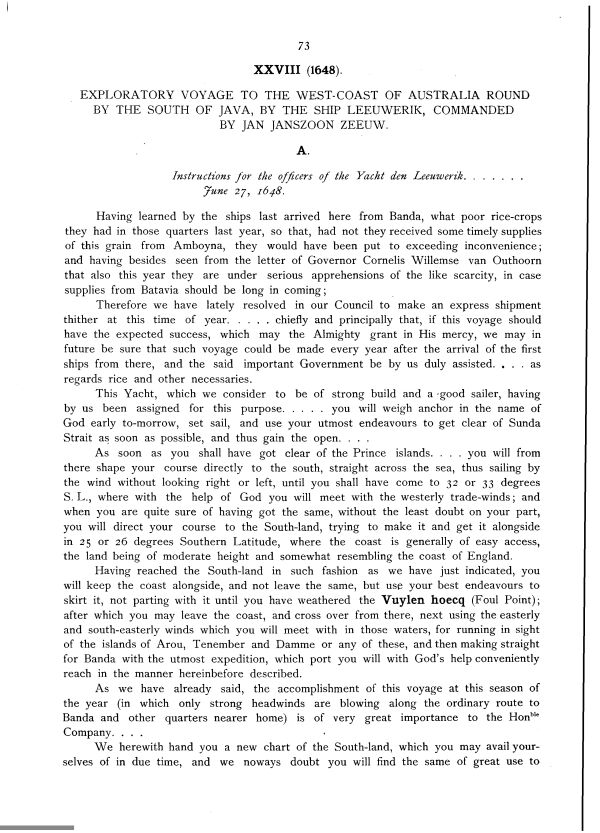 73
XXVIII (1648).
EXPLORATORY VOYAGE TO THE WEST-COAST OF AUSTRALIA ROUND
BY THE SOUTH OF JAVA, BY THE SHIP LEEUWERIK, COMMANDED
BY JAN JANSZOON ZEEUW.
A.
Instructions for the officers of the Yacht den Leeuwerik. . . . . . .
June 27, 1648.
Having learned by the ships last arrived here from Banda, what poor rice-crops
they had in those quarters last year, so that, had not they received some timely supplies
of this grain from Amboyna, they would have been put to exceeding inconvenience;
and having besides seen from the letter of Governor Cornelis Willemse van Outhoorn
that also this year they are under serious apprehensions of the like scarcity, in case
supplies from Batavia should be long in coming;
Therefore we have lately resolved in our Council to make an express shipment
thither at this time of year. . . . . chiefly and principally that, if this voyage should
have the expected success, which may the Almighty grant in His mercy, we may in
future be sure that such voyage could be made every year after the arrival of the first
ships from there, and the said important Government be by us duly assisted. . . . as
regards rice and other necessaries.
This Yacht, which we consider to be of strong build and a good sailer, having
by us been assigned for this purpose. . . . . you will weigh anchor in the name of
God early to-morrow, set sail, and use your utmost endeavours to get clear of Sunda
Strait as soon as possible, and thus gain the open. . . .
As soon as you shall have got clear of the Prince islands. . . . you will from
there shape your course directly to the south, straight across the sea, thus sailing by
the wind without looking right or left, until you shall have come to 32 or 33 degrees
S. L., where with the help of God you will meet with the westerly trade-winds; and
when you are quite sure of having got the same, without the least doubt on your part,
you will direct your course to the South-land, trying to make it and get it alongside
in 25 or 26 degrees Southern Latitude, where the coast is generally of easy access,
the land being of moderate height and somewhat resembling the coast of England.
Having reached the South-land in such fashion as we have just indicated, you
will keep the coast alongside, and not leave the same, but use your best endeavours to
skirt it, not parting with it until you have weathered the Vuylen hoecq (Foul Point);
after which you may leave the coast, and cross over from there, next using the easterly
and south-easterly winds which you will meet with in those waters, for running in sight
of the islands of Arou, Tenember and Damme or any of these, and then making straight
for Banda with the utmost expedition, which port you will with God's help conveniently
reach in the manner hereinbefore described.
As we have already said, the accomplishment of this voyage at this season of
the year (in which only strong headwinds are blowing along the ordinary route to
Banda and other quarters nearer home) is of very great importance to the Honble
Company. . . .
We herewith hand you a new chart of the South-land, which you may avail your-
selves of in due time, and we noways doubt you will find the same of great use to